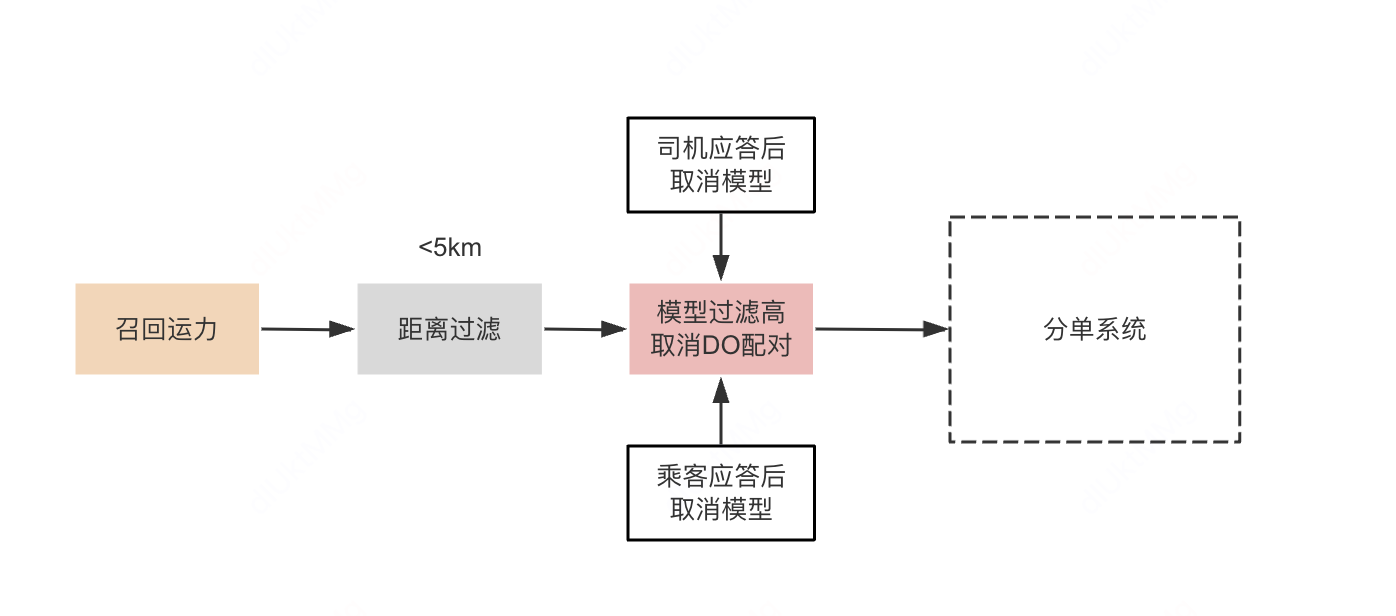 司机应答后
取消模型
<5km
召回运力
距离过滤
模型过滤高
取消DO配对
分单系统
乘客应答后
取消模型